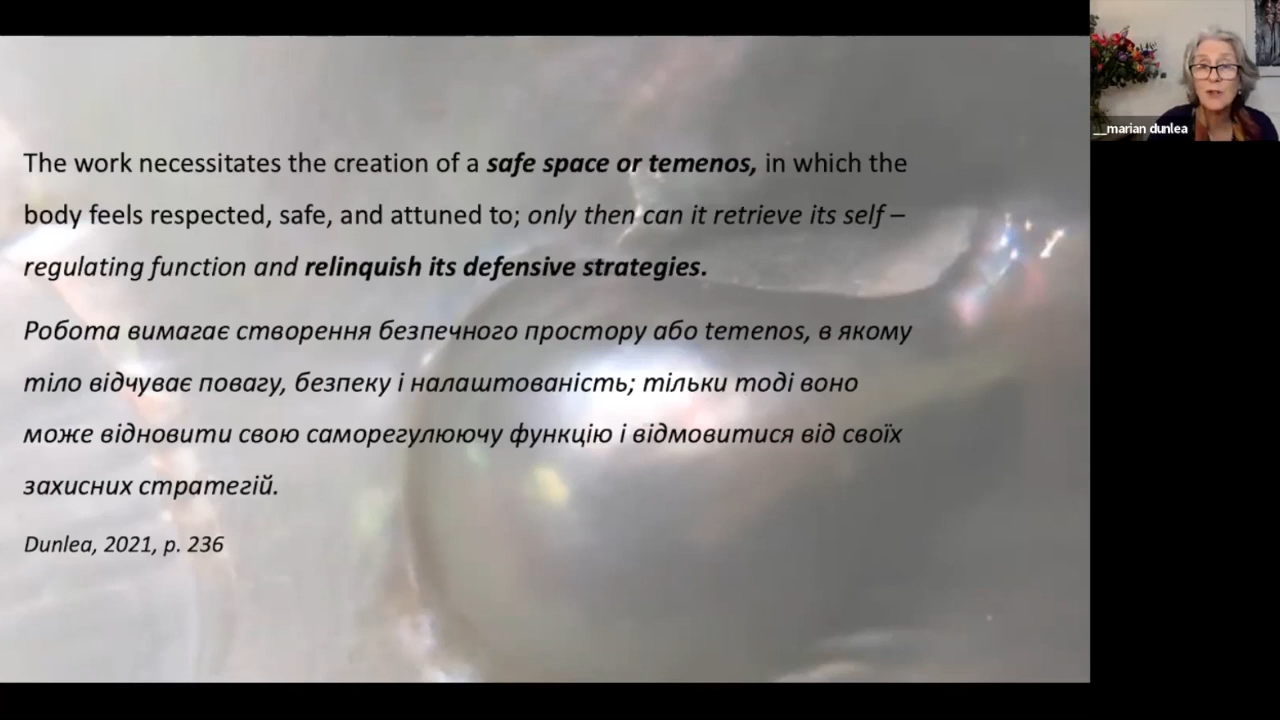 The work necessitates the creation of a safe space or temenos, in which the
body feels respected, safe, and attuned to; only then can it retrieve its self –
regulating function and relinquish its defensive strategies.
Робота вимагає створення безпечного простору або temenos, в якому
тіло відчуває повагу, безпеку і налаштованість; тільки тоді воно
може відновити свою саморегулюючу функцію і відмовитися від своїх
захисних стратегій.
Dunlea, 2021, p. 236
__marian dunlea